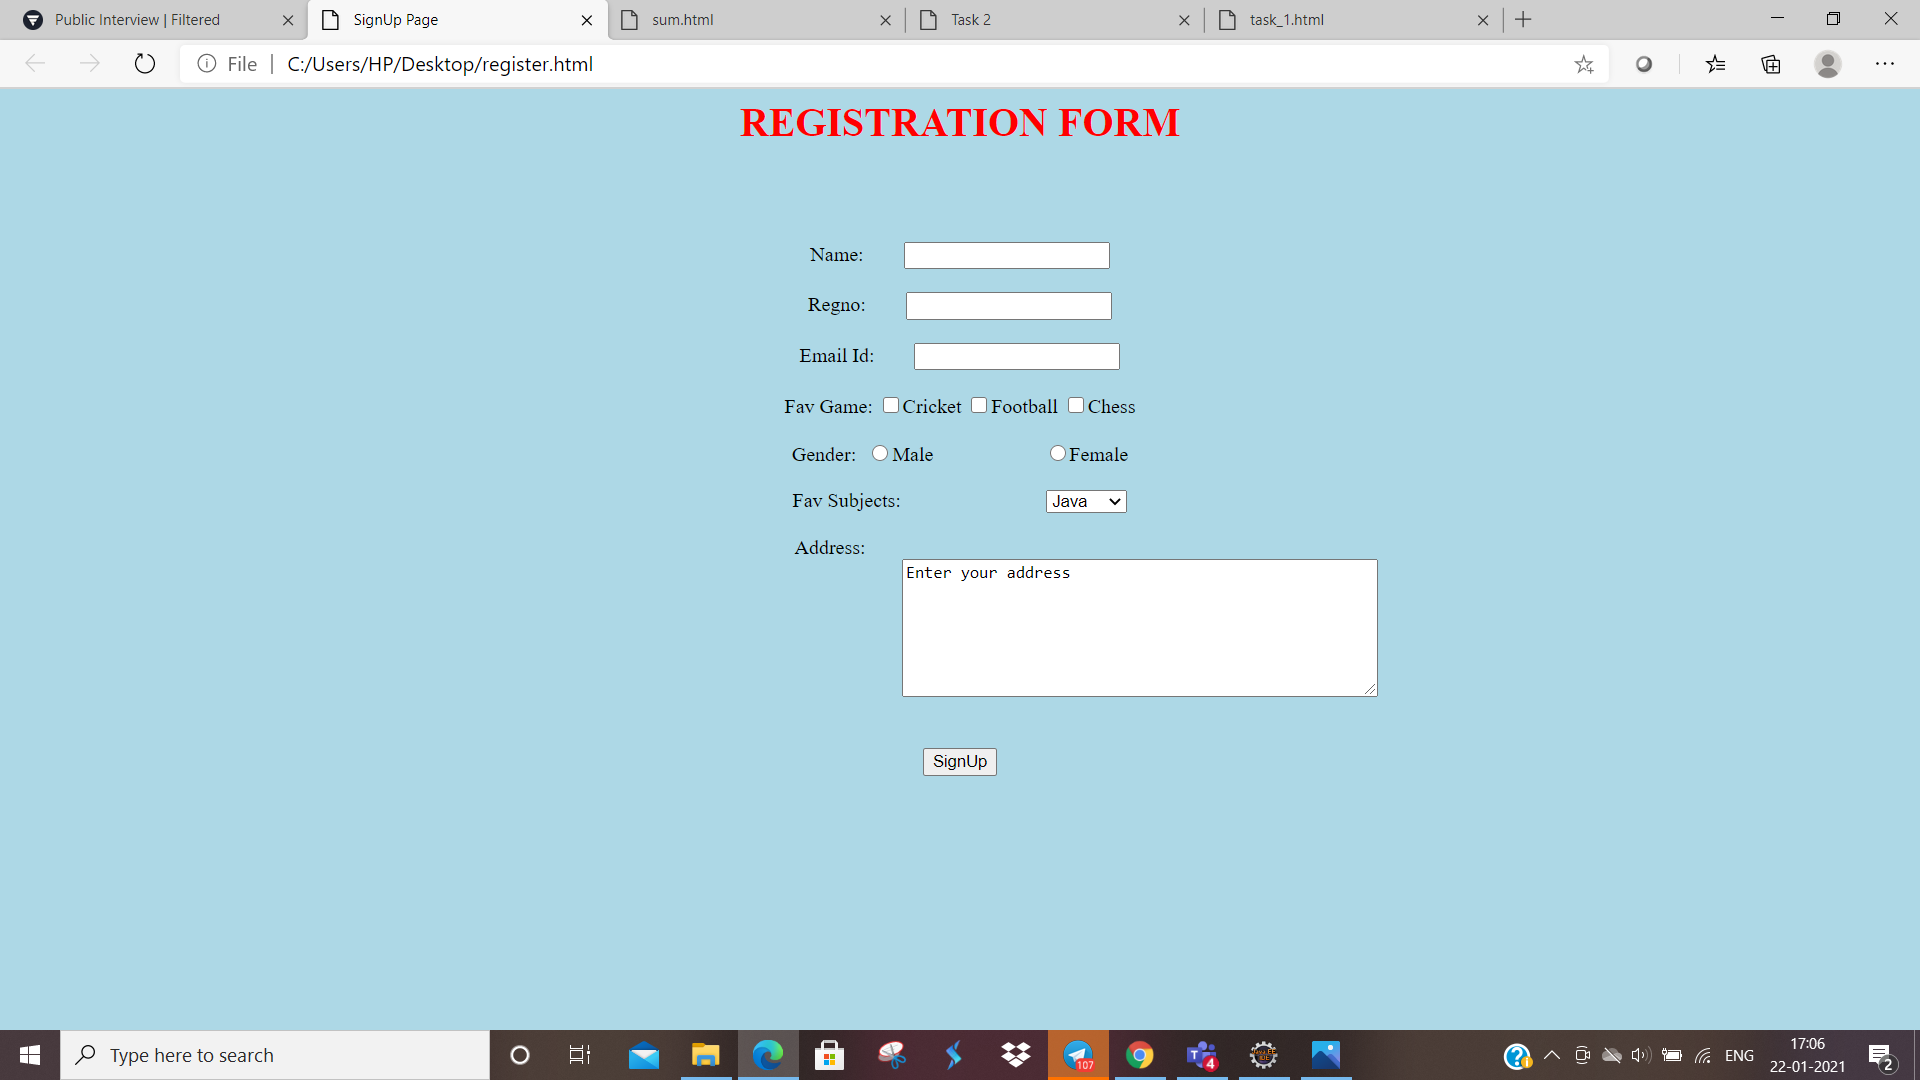 Public Interview | Filtered
SignUp Page
sum.html
Task 2
task_1.html
File | C:/Users/HP/Desktop/register.html
REGISTRATION FORM
Name:
Regno:
Email Id:
Fav Game: Cricket Football Chess
Gender: Male Female
Fav Subjects: Java
Address:
Enter your address
SignUp
Type here to search
107
4
ENG
17:06
22-01-2021
2